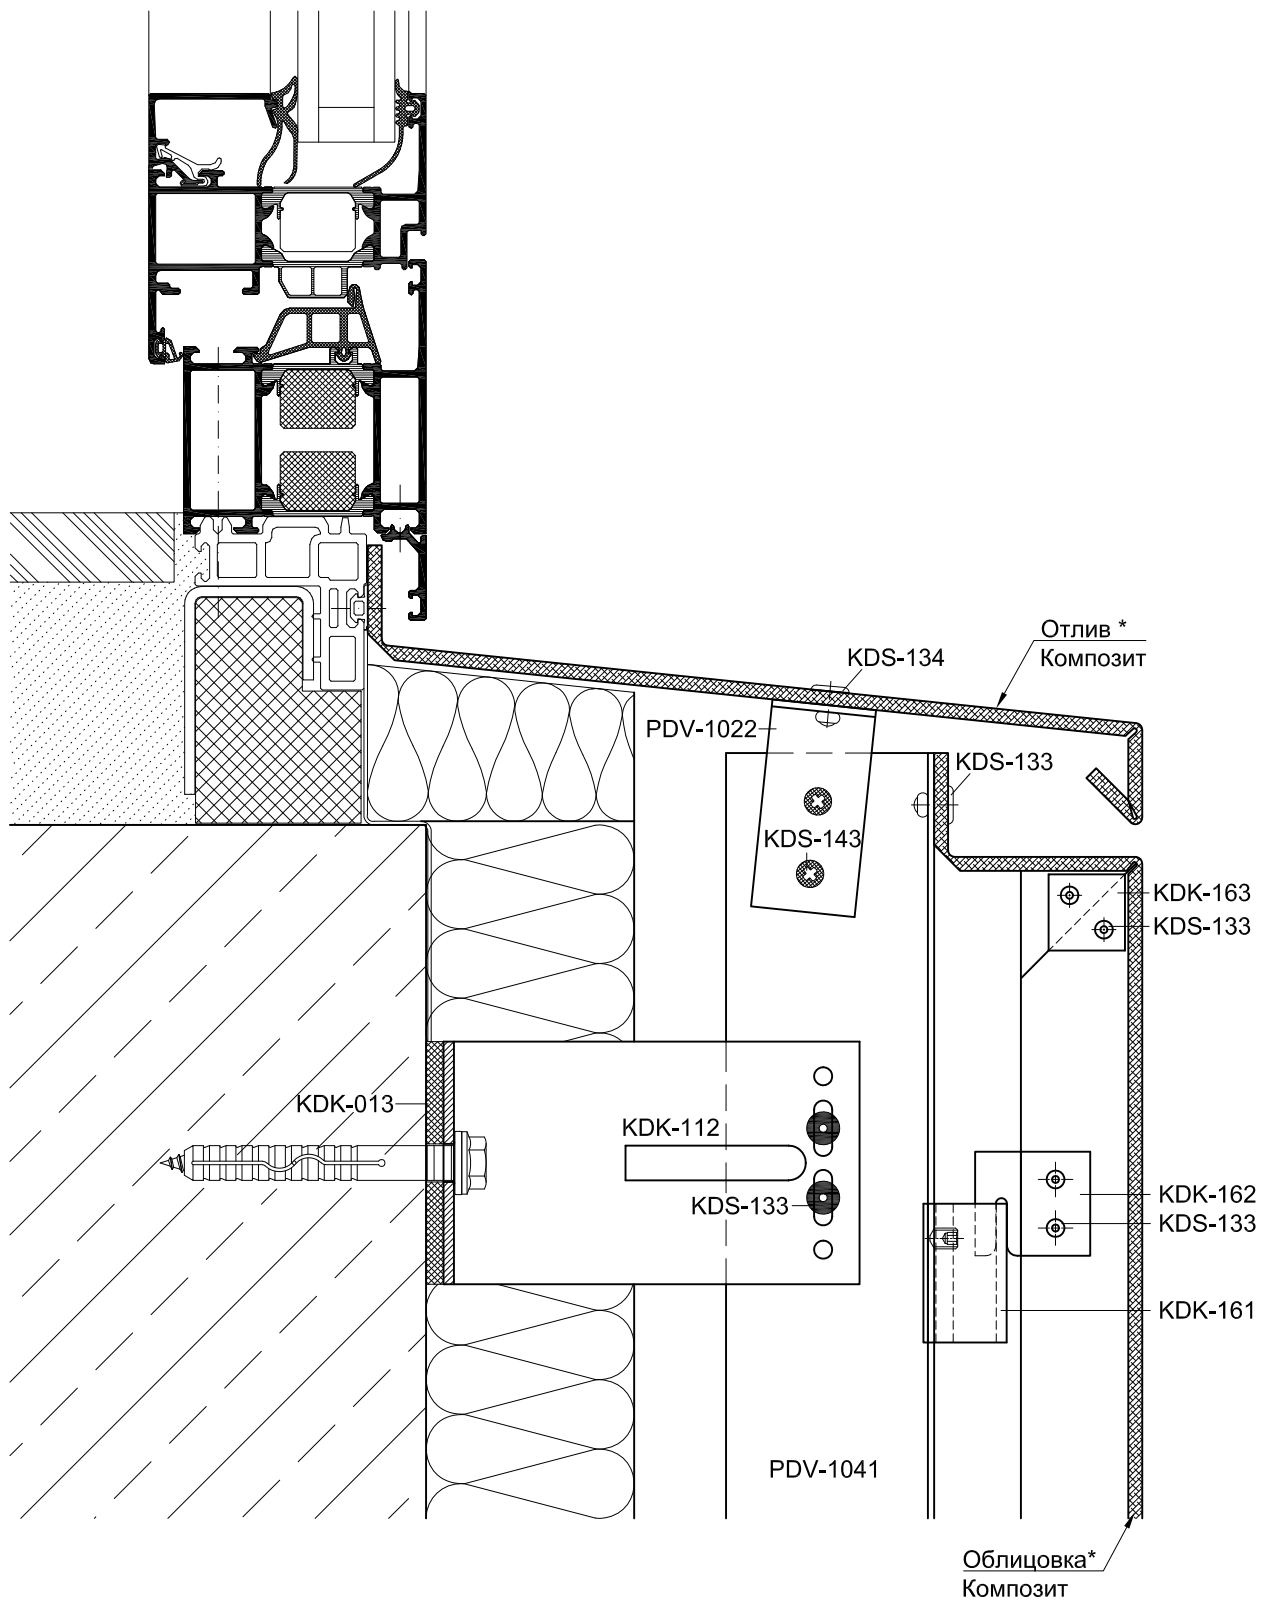 Отлив *
Композит
KDS-134
PDV-1022
KDS-133
KDS-143
KDK-163
KDS-133
KDK-013
KDK-112
KDS-133
KDK-162
KDS-133
KDK-161
PDV-1041
Облицовка*
Композит